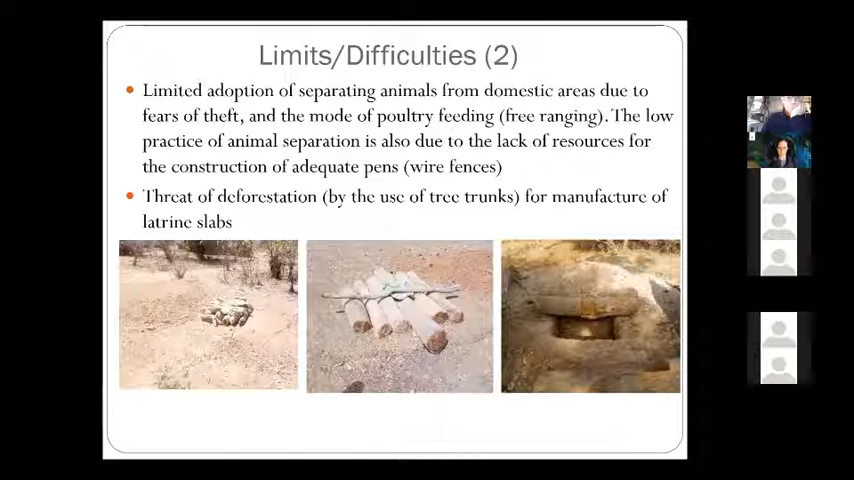 Limits/Difficulties (2)
Limited adoption of separating animals from domestic areas due to
fears of theft, and the mode of poultry feeding (free ranging). The low
practice of animal separation is also due to the lack of resources for
the construction of adequate pens (wire fences)
Threat of deforestation (by the use of tree trunks) for manufacture of
latrine slabs